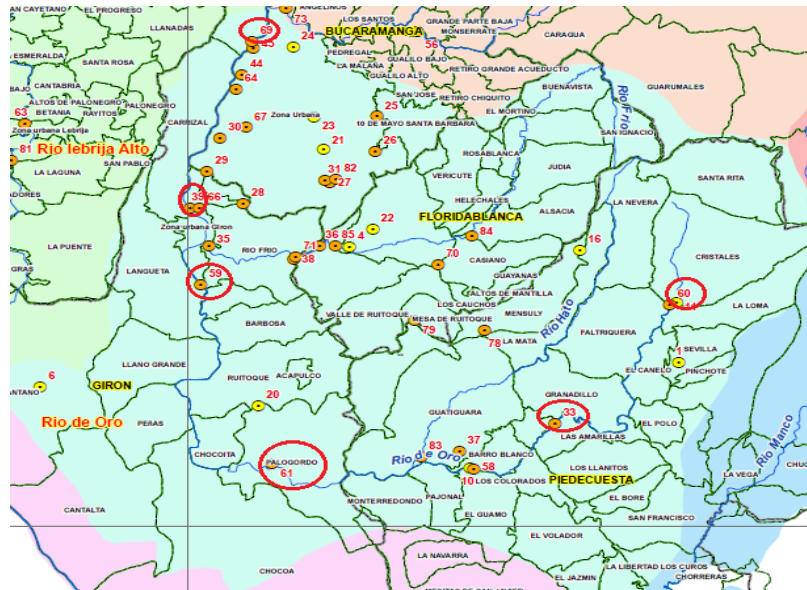 SAN CAYETANO
EL PROGRESO
LLANADAS
ANGELINOS
73
LOS SANTOS
GRANDE PARTE BAJA
69
BUCARAMANGA
MONSERRATE
CARAGUA
45
24
PEDREGAL
56
GUALILO BAJO
LA ESMERALDA
SANTA ROSA
LA MALAÑA
RETIRO GRANDE ACUEDUCTO
44
GUALILO ALTO
64
CANTABRIA
SAN JOSE
RETIRO CHIQUITO
BUENAVISTA
GUARUMALES
ALTOS DE PALONEGRO
PALONEGRO
25
EL MORTINO
Río Frío
63
BETANIA
RAYITOS
Zona Urbana
23
10 DE MAYO
SANTA BARBARA
CARRIZAL
67
30
Zona urbana Lebrija
SAN IGNACIO
Rio lebrija Alto
21
26
ROSABLANCA
81
SAN PABLO
JUDIA
LA LAGUNA
29
31
82
27
VERICUTE
SANTA RITA
39
66
28
HELECHALES
LA NEVERA
FLORIDABLANCA
ALSACIA
Zona urbana Giron
22
LA PUENTE
35
RIO FRIO
71
36
85
4
84
16
38
CRISTALES
LANGUETA
59
70
CASIANO
GUAYANAS
60
ALTOS DE MANTILLA
14
LOS CAUCHOS
LA LOMA
VALLE DE RUITOQUE
MESA DE RUITOQUE
MENSULY
Río Hato
BARBOSA
79
78
LA MATA
FALTRIQUERA
LLANO GRANDE
1
SEVILLA
EL CANELO
PINCHOTE
6
RUITOQUE
ACAPULCO
GIRON
20
GRANADILLO
Rio de Oro
PEÑAS
GUATIGUARA
33
EL POLO
LAS AMARILLAS
Río Manco
37
CHOCOITA
PALOGORDO
Rio de Oro
83
BARRO BLANCO
61
58
LOS LLANITOS
LA VEGA
10
LOS COLORADOS
PIEDECUESTA
PAJONAL
MONTERREDONDO
EL BORE
CANTALTA
EL GUAMO
SAN FRANCISCO
EL VOLADOR
LA NAVARRA
CHOCOA
LA LIBERTAD
LOS CUROS
EL JAZMIN
CHORRERAS